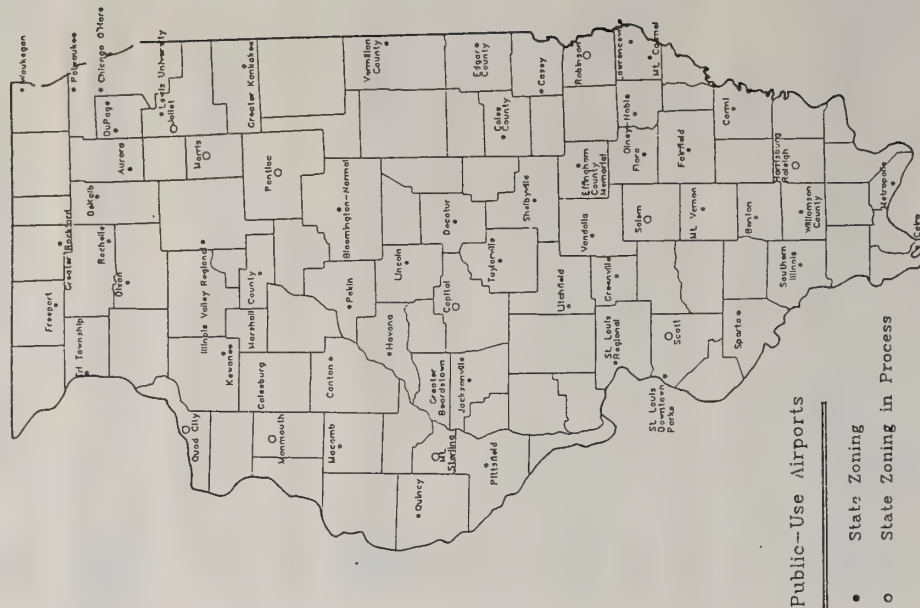 Waukegan
Freeport
Greater Rockford
Palwaukee
Chicago O'Hare
Tri Township
DeKalb
DuPage
Rochelle
Dixon
Aurora
Lewis University
Joliet
Quad City
Illinois Valley Regional
Morris
Kewanee
Marshall County
Greater Kankakee
Galesburg
Monmouth
Pontiac
Canton
Pekin
Bloomington-Normal
Macomb
Vermilion County
Havana
Lincoln
Greater Beardstown
Capitol
Decatur
Mt Sterling
Quincy
Jacksonville
Taylorville
Edgar County
Coles County
Pittsfield
Shelbyville
Casey
Litchfield
Vandalia
Effingham County Memorial
Robinson
St. Louis Regional
Greenville
Olney-Noble
Salem
Flora
Lawrenceville
Mt Carmel
St Louis Downtown Parks
Scott
Mt Vernon
Fairfield
Sparta
Benton
Carmi
Southern Illinois
Williamson County
Harrisburg Raleigh
Metropolis
Cairo
Public-Use Airports
● State Zoning
○ State Zoning in Process